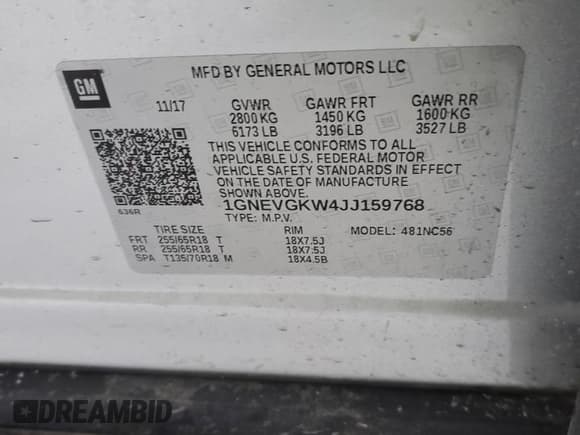 GM
MFD BY GENERAL MOTORS LLC
11/17 GVWR GAWR FRT GAWR RR
2800 KG 1450 KG 1600 KG
6173 LB 3196 LB 3527 LB
THIS VEHICLE CONFORMS TO ALL
APPLICABLE U.S. FEDERAL MOTOR
VEHICLE SAFETY STANDARDS IN EFFECT
ON THE DATE OF MANUFACTURE
SHOWN ABOVE.
1GNEVGKW4JJ159768
636R TYPE: M.P.V.
TIRE SIZE RIM MODEL: 481NC56
FRT 255/65R18 T 18X7.5J
RR 255/65R18 T 18X7.5J
SPA T135/70R18 M 18X4.5B
DREAMBID